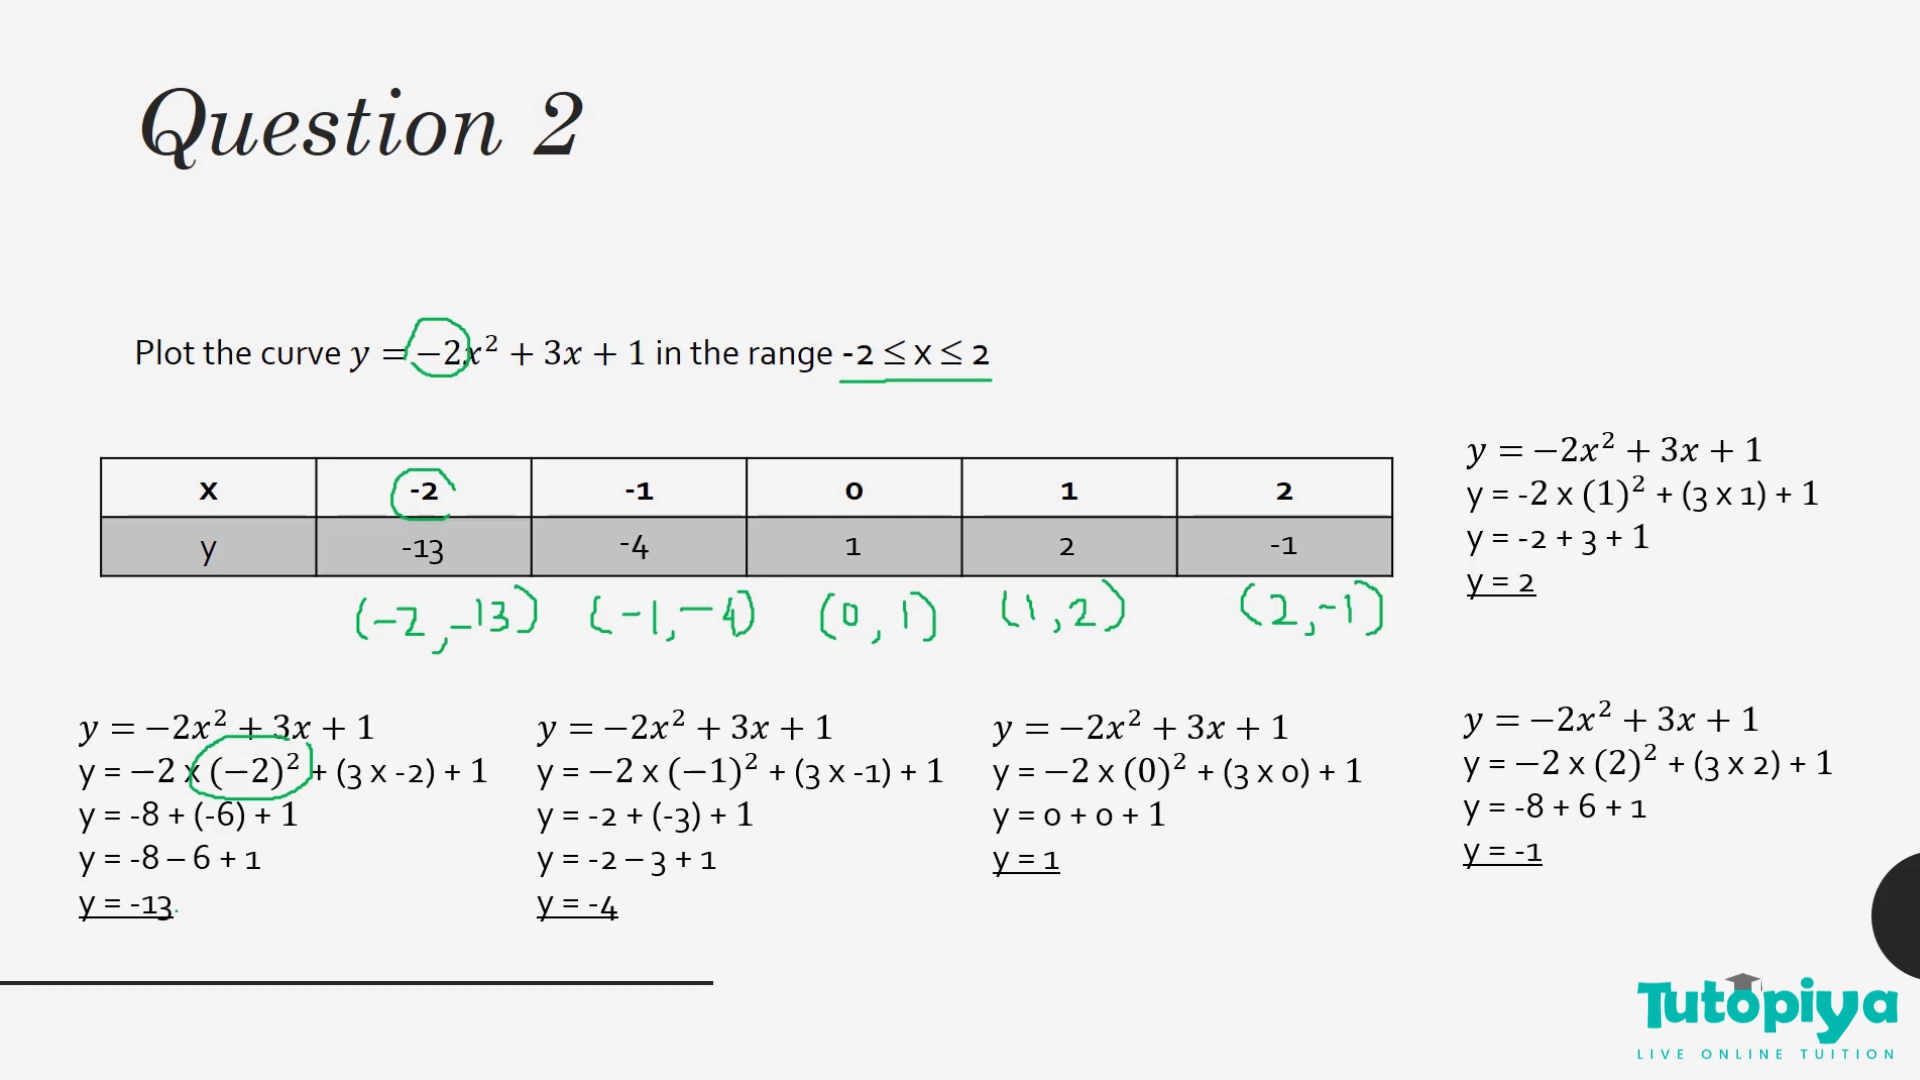 Question 2
Plot the curve y = −2x² + 3x + 1 in the range -2 ≤ x ≤ 2
x -2 -1 0 1 2
y -13 -4 1 2 -1
(-2,-13) (-1,-4) (0,1) (1,2) (2,-1)
y = −2x² + 3x + 1
y = -2 x (1)² + (3 x 1) + 1
y = -2 + 3 + 1
y = 2
y = −2x² + 3x + 1
y = −2 x (−2)² + (3 x -2) + 1
y = -8 + (-6) + 1
y = -8 – 6 + 1
y = -13
y = −2x² + 3x + 1
y = −2 x (−1)² + (3 x -1) + 1
y = -2 + (-3) + 1
y = -2 – 3 + 1
y = -4
y = −2x² + 3x + 1
y = −2 x (0)² + (3 x 0) + 1
y = 0 + 0 + 1
y = 1
y = −2x² + 3x + 1
y = −2 x (2)² + (3 x 2) + 1
y = -8 + 6 + 1
y = -1
Tutopiya
LIVE ONLINE TUITION